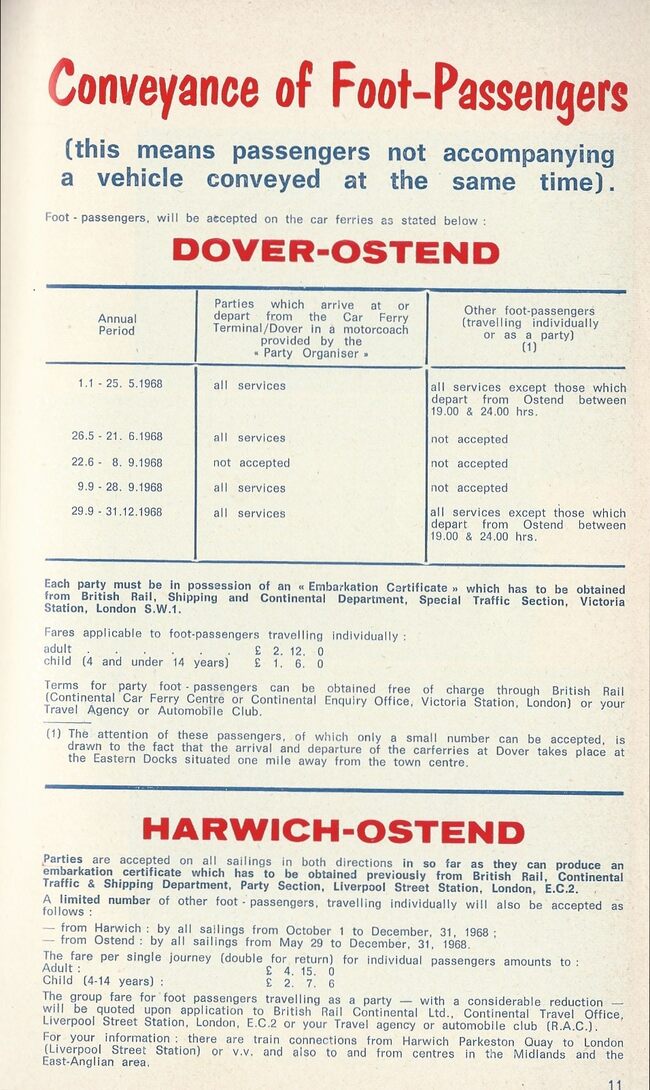 Conveyance of Foot-Passengers
(this means passengers not accompanying
a vehicle conveyed at the same time).
Foot - passengers, will be accepted on the car ferries as stated below :
DOVER-OSTEND
Annual
Period
Parties which arrive at or
depart from the Car Ferry
Terminal/Dover in a motorcoach
provided by the
« Party Organiser »
Other foot-passengers
(travelling individually
or as a party)
(1)
1.1 - 25. 5.1968 all services all services except those which
depart from Ostend between
19.00 & 24.00 hrs.
26.5 - 21. 6.1968 all services not accepted
22.6 - 8. 9.1968 not accepted not accepted
9.9 - 28. 9.1968 all services not accepted
29.9 - 31.12.1968 all services all services except those which
depart from Ostend between
19.00 & 24.00 hrs.
Each party must be in possession of an « Embarkation Certificate » which has to be obtained
from British Rail, Shipping and Continental Department, Special Traffic Section, Victoria
Station, London S.W.1.
Fares applicable to foot-passengers travelling individually :
adult . . . . . . £ 2. 12. 0
child (4 and under 14 years) £ 1. 6. 0
Terms for party foot - passengers can be obtained free of charge through British Rail
(Continental Car Ferry Centre or Continental Enquiry Office, Victoria Station, London) or your
Travel Agency or Automobile Club.
(1) The attention of these passengers, of which only a small number can be accepted, is
drawn to the fact that the arrival and departure of the carferries at Dover takes place at
the Eastern Docks situated one mile away from the town centre.
HARWICH-OSTEND
Parties are accepted on all sailings in both directions in so far as they can produce an
embarkation certificate which has to be obtained previously from British Rail, Continental
Traffic & Shipping Department, Party Section, Liverpool Street Station, London, E.C.2.
A limited number of other foot - passengers, travelling individually will also be accepted as
follows :
— from Harwich : by all sailings from October 1 to December, 31, 1968 ;
— from Ostend : by all sailings from May 29 to December, 31, 1968.
The fare per single journey (double for return) for individual passengers amounts to :
Adult : £ 4. 15. 0
Child (4-14 years) : £ 2. 7. 6
The group fare for foot passengers travelling as a party — with a considerable reduction —
will be quoted upon application to British Rail Continental Ltd., Continental Travel Office,
Liverpool Street Station, London, E.C.2 or your Travel agency or automobile club (R.A.C.).
For your information : there are train connections from Harwich Parkeston Quay to London
(Liverpool Street Station) or v.v. and also to and from centres in the Midlands and the
East-Anglian area.
11